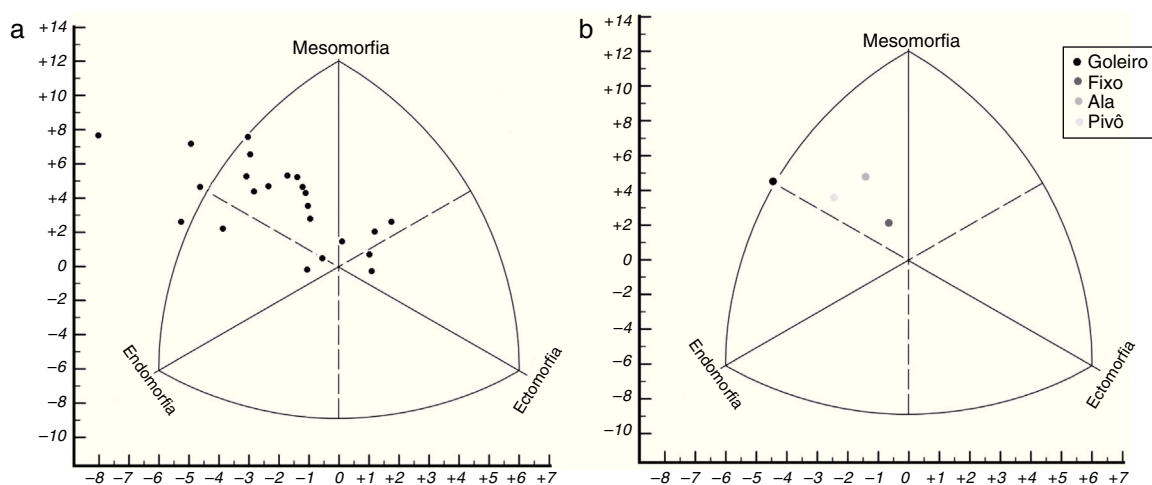 a
+14
+12
+10
+8
+6
+4
+2
0
−2
−4
−6
−8
−10
Mesomorfia
Endomorfia
Ectomorfia
−8 −7 −6 −5 −4 −3 −2 −1 0 +1 +2 +3 +4 +5 +6 +7
b
+14
+12
+10
+8
+6
+4
+2
0
−2
−4
−6
−8
−10
Mesomorfia
Endomorfia
Ectomorfia
Goleiro
Fixo
Ala
Pivô
−8 −7 −6 −5 −4 −3 −2 −1 0 +1 +2 +3 +4 +5 +6 +7